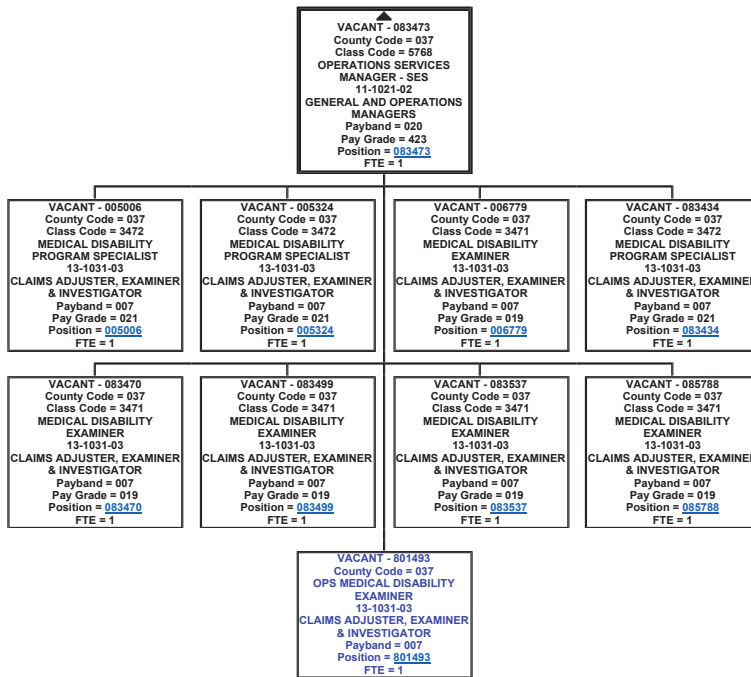 VACANT - 083473
County Code = 037
Class Code = 5768
OPERATIONS SERVICES
MANAGER - SES
11-1021-02
GENERAL AND OPERATIONS
MANAGERS
Payband = 020
Pay Grade = 423
Position = 083473
FTE = 1
VACANT - 005006
County Code = 037
Class Code = 3472
MEDICAL DISABILITY
PROGRAM SPECIALIST
13-1031-03
CLAIMS ADJUSTER, EXAMINER
& INVESTIGATOR
Payband = 007
Pay Grade = 021
Position = 005006
FTE = 1
VACANT - 005324
County Code = 037
Class Code = 3472
MEDICAL DISABILITY
PROGRAM SPECIALIST
13-1031-03
CLAIMS ADJUSTER, EXAMINER
& INVESTIGATOR
Payband = 007
Pay Grade = 021
Position = 005324
FTE = 1
VACANT - 006779
County Code = 037
Class Code = 3471
MEDICAL DISABILITY
EXAMINER
13-1031-03
CLAIMS ADJUSTER, EXAMINER
& INVESTIGATOR
Payband = 007
Pay Grade = 019
Position = 006779
FTE = 1
VACANT - 083434
County Code = 037
Class Code = 3472
MEDICAL DISABILITY
PROGRAM SPECIALIST
13-1031-03
CLAIMS ADJUSTER, EXAMINER
& INVESTIGATOR
Payband = 007
Pay Grade = 021
Position = 083434
FTE = 1
VACANT - 083470
County Code = 037
Class Code = 3471
MEDICAL DISABILITY
EXAMINER
13-1031-03
CLAIMS ADJUSTER, EXAMINER
& INVESTIGATOR
Payband = 007
Pay Grade = 019
Position = 083470
FTE = 1
VACANT - 083499
County Code = 037
Class Code = 3471
MEDICAL DISABILITY
EXAMINER
13-1031-03
CLAIMS ADJUSTER, EXAMINER
& INVESTIGATOR
Payband = 007
Pay Grade = 019
Position = 083499
FTE = 1
VACANT - 083537
County Code = 037
Class Code = 3471
MEDICAL DISABILITY
EXAMINER
13-1031-03
CLAIMS ADJUSTER, EXAMINER
& INVESTIGATOR
Payband = 007
Pay Grade = 019
Position = 083537
FTE = 1
VACANT - 085788
County Code = 037
Class Code = 3471
MEDICAL DISABILITY
EXAMINER
13-1031-03
CLAIMS ADJUSTER, EXAMINER
& INVESTIGATOR
Payband = 007
Pay Grade = 019
Position = 085788
FTE = 1
VACANT - 801493
County Code = 037
OPS MEDICAL DISABILITY
EXAMINER
13-1031-03
CLAIMS ADJUSTER, EXAMINER
& INVESTIGATOR
Payband = 007
Position = 801493
FTE = 1